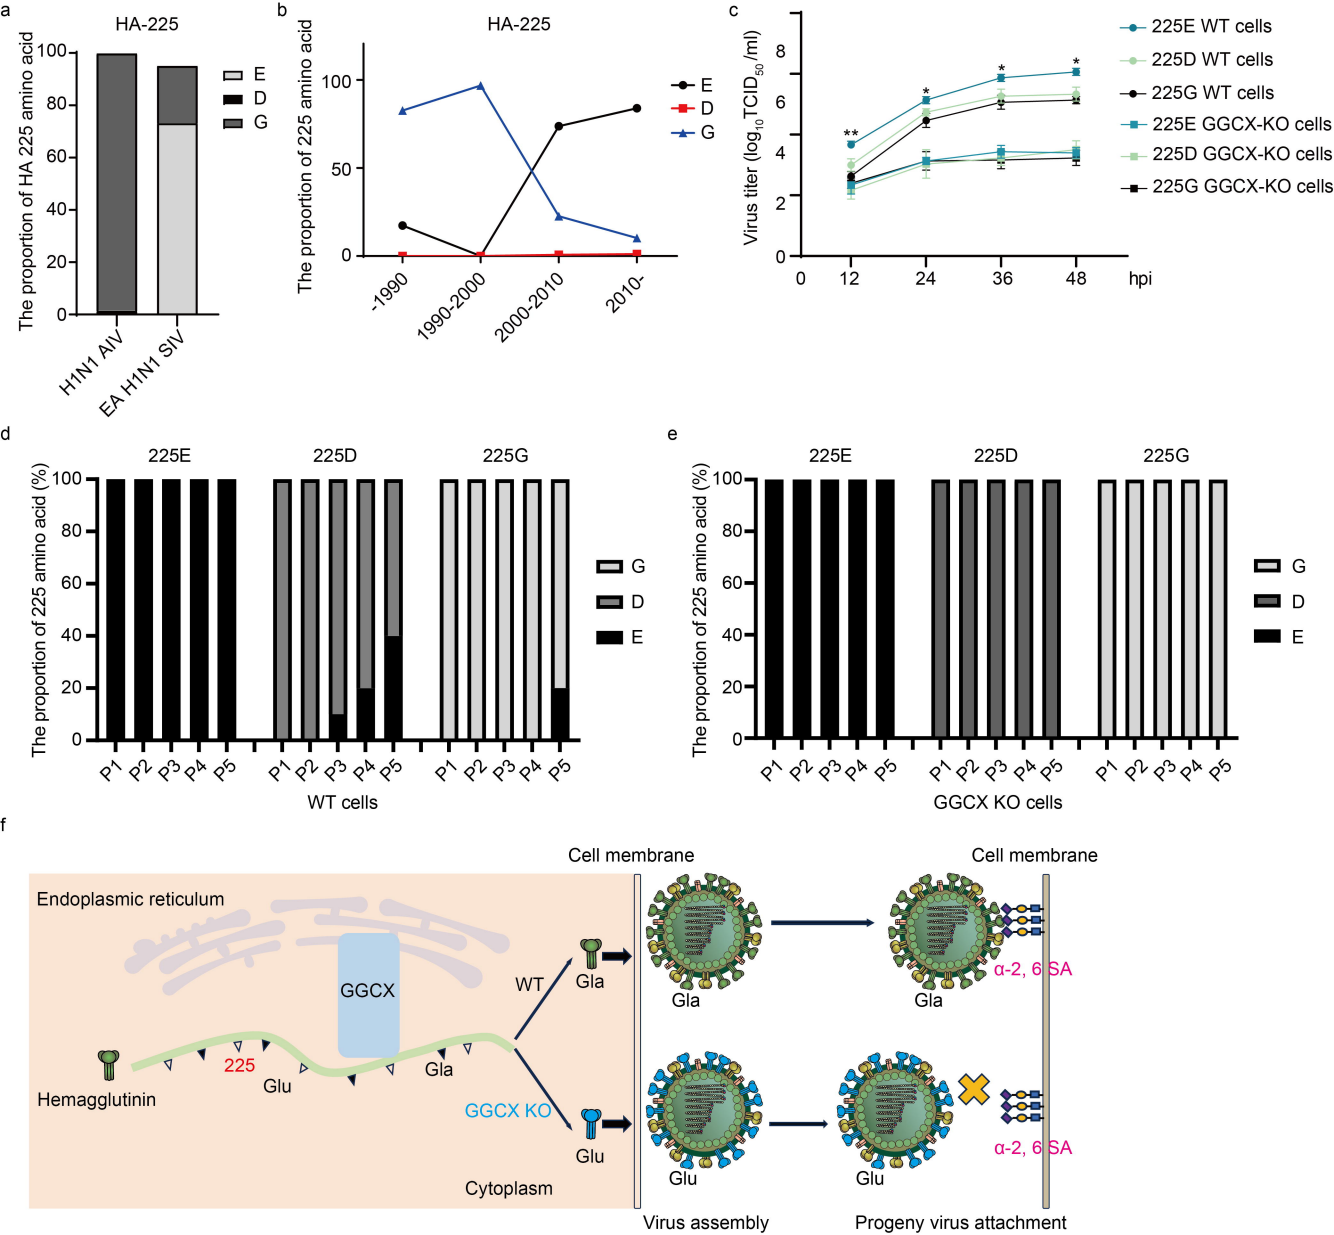 a
HA-225
The proportion of HA 225 amino acid
100
80
60
40
20
0
H1N1 AIV
EA H1N1 SIV
E
D
G
b
HA-225
The proportion of 225 amino acid
100
50
0
-1990
1990-2000
2000-2010
2010-
E
D
G
c
Virus titer (log10TCID50/ml)
8
6
4
2
0
**
*
*
*
0
12
24
36
48
hpi
225E WT cells
225D WT cells
225G WT cells
225E GGCX-KO cells
225D GGCX-KO cells
225G GGCX-KO cells
d
225E
225D
225G
The proportion of 225 amino acid (%)
100
80
60
40
20
0
P1
P2
P3
P4
P5
P1
P2
P3
P4
P5
P1
P2
P3
P4
P5
WT cells
G
D
E
e
225E
225D
225G
The proportion of 225 amino acid (%)
100
80
60
40
20
0
P1
P2
P3
P4
P5
P1
P2
P3
P4
P5
P1
P2
P3
P4
P5
GGCX KO cells
G
D
E
f
Cell membrane
Cell membrane
Endoplasmic reticulum
GGCX
WT
Gla
Gla
Gla
α-2, 6 SA
225
Glu
Gla
Hemagglutinin
GGCX KO
Glu
Glu
Glu
α-2, 6 SA
Cytoplasm
Virus assembly
Progeny virus attachment